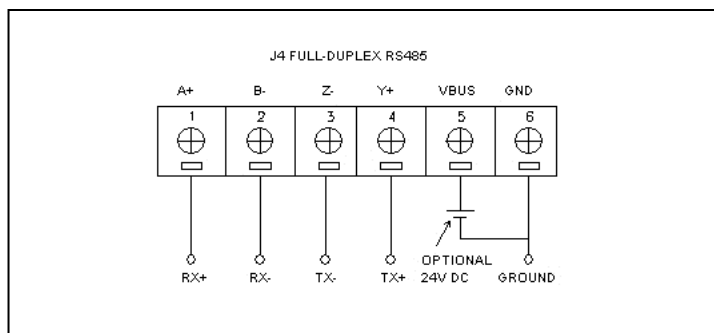 J4 FULL-DUPLEX RS485
A+ B- Z- Y+ VBUS GND
1 2 3 4 5 6
OPTIONAL
24V DC
RX+ RX- TX- TX+ GROUND